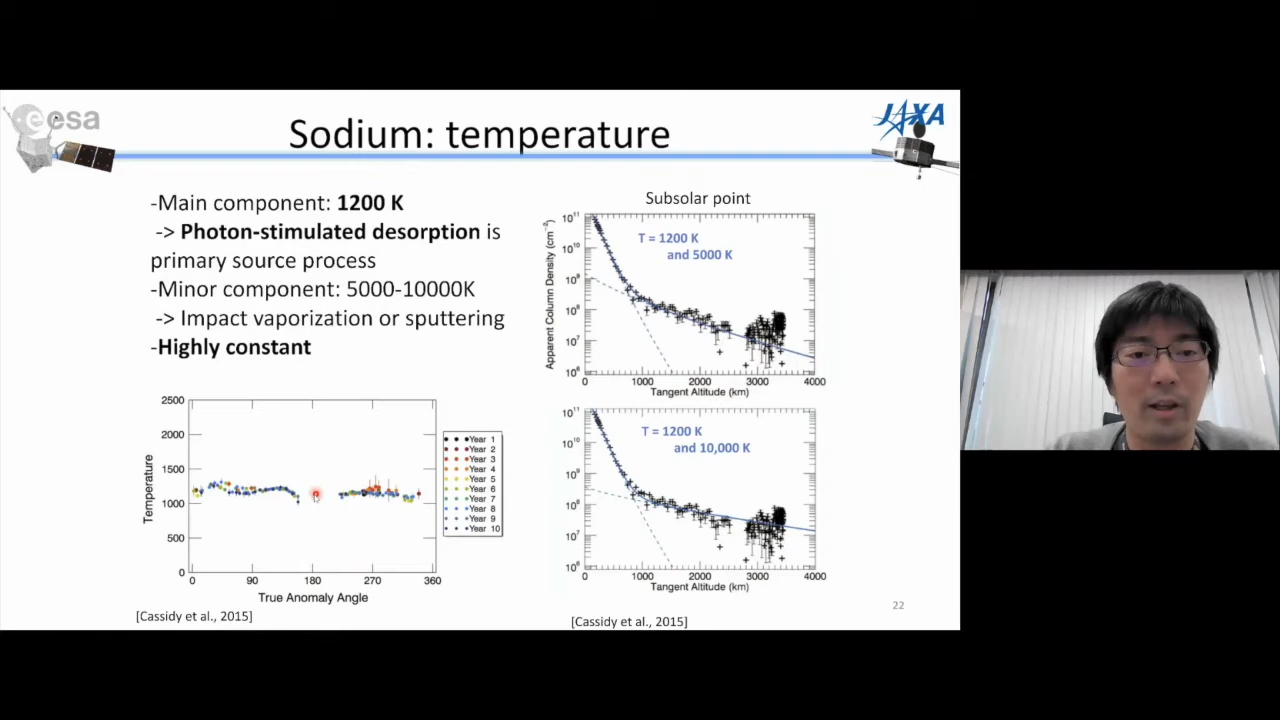 esa
JAXA
Sodium: temperature
-Main component: 1200 K
-> Photon-stimulated desorption is
primary source process
-Minor component: 5000-10000K
-> Impact vaporization or sputtering
-Highly constant
2500
2000
1500
1000
500
0
Temperature
0 90 180 270 360
True Anomaly Angle
Year 1
Year 2
Year 3
Year 4
Year 5
Year 6
Year 7
Year 8
Year 9
Year 10
[Cassidy et al., 2015]
Subsolar point
T = 1200 K
and 5000 K
Apparent Column Density (cm⁻²)
10¹¹
10¹⁰
10⁹
10⁸
10⁷
10⁶
0 1000 2000 3000 4000
Tangent Altitude (km)
T = 1200 K
and 10,000 K
10¹¹
10¹⁰
10⁹
10⁸
10⁷
10⁶
0 1000 2000 3000 4000
Tangent Altitude (km)
[Cassidy et al., 2015]
22